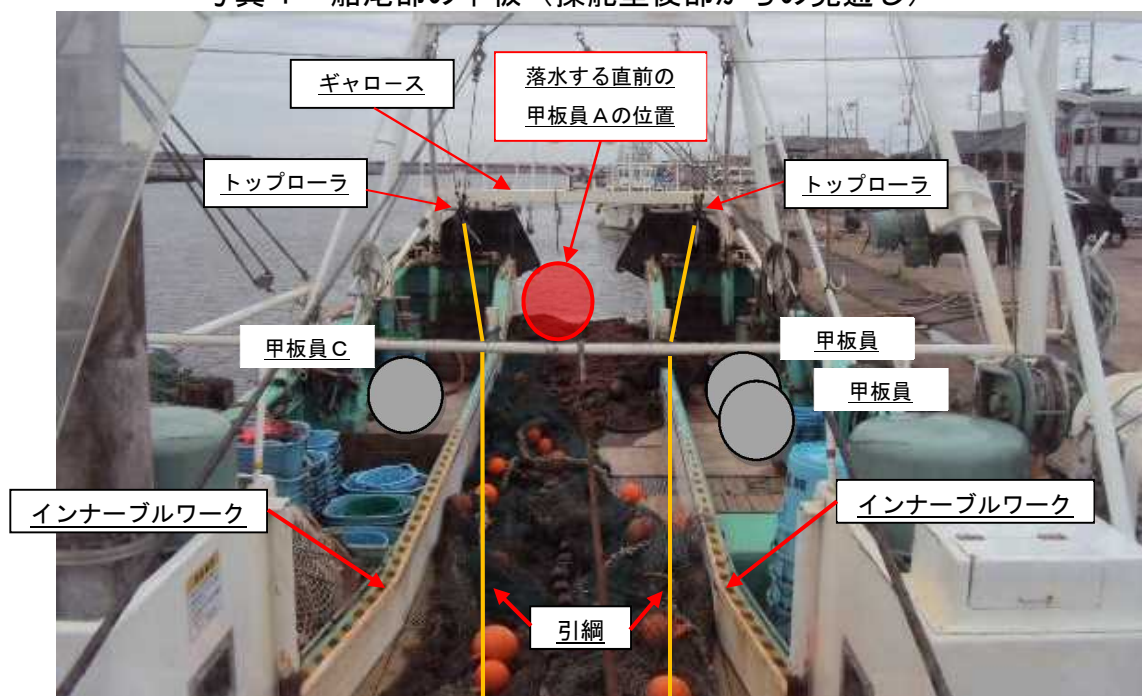 写真4 船尾部の甲板（操舵室後部からの見通し）
ギャロース
落水する直前の
甲板員Aの位置
トップローラ
トップローラ
甲板員C
甲板員
甲板員
インナーブルワーク
インナーブルワーク
引綱